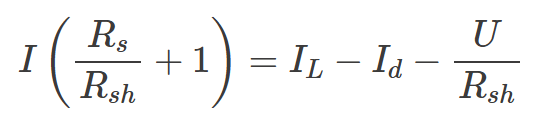 I(R_s/R_sh + 1) = I_L − I_d − U/R_sh